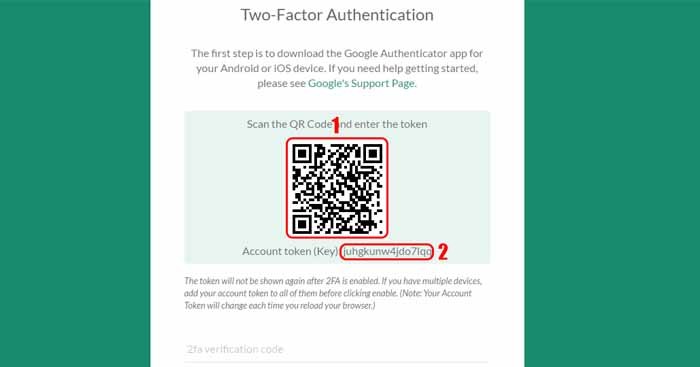 Two-Factor Authentication
The first step is to download the Google Authenticator app for
your Android or iOS device. If you need help getting started,
please see Google's Support Page.
1
Scan the QR Code and enter the token
Account token (Key) juhgkunw4jdo7lqo 2
The token will not be shown again after 2FA is enabled. If you have multiple devices,
add your account token to all of them before clicking enable. (Note: Your Account
Token will change each time you reload your browser.)
2fa verification code